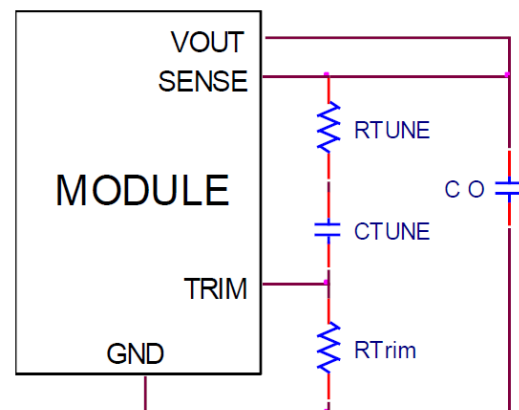 VOUT
SENSE
RTUNE
MODULE
C O
CTUNE
TRIM
RTrim
GND